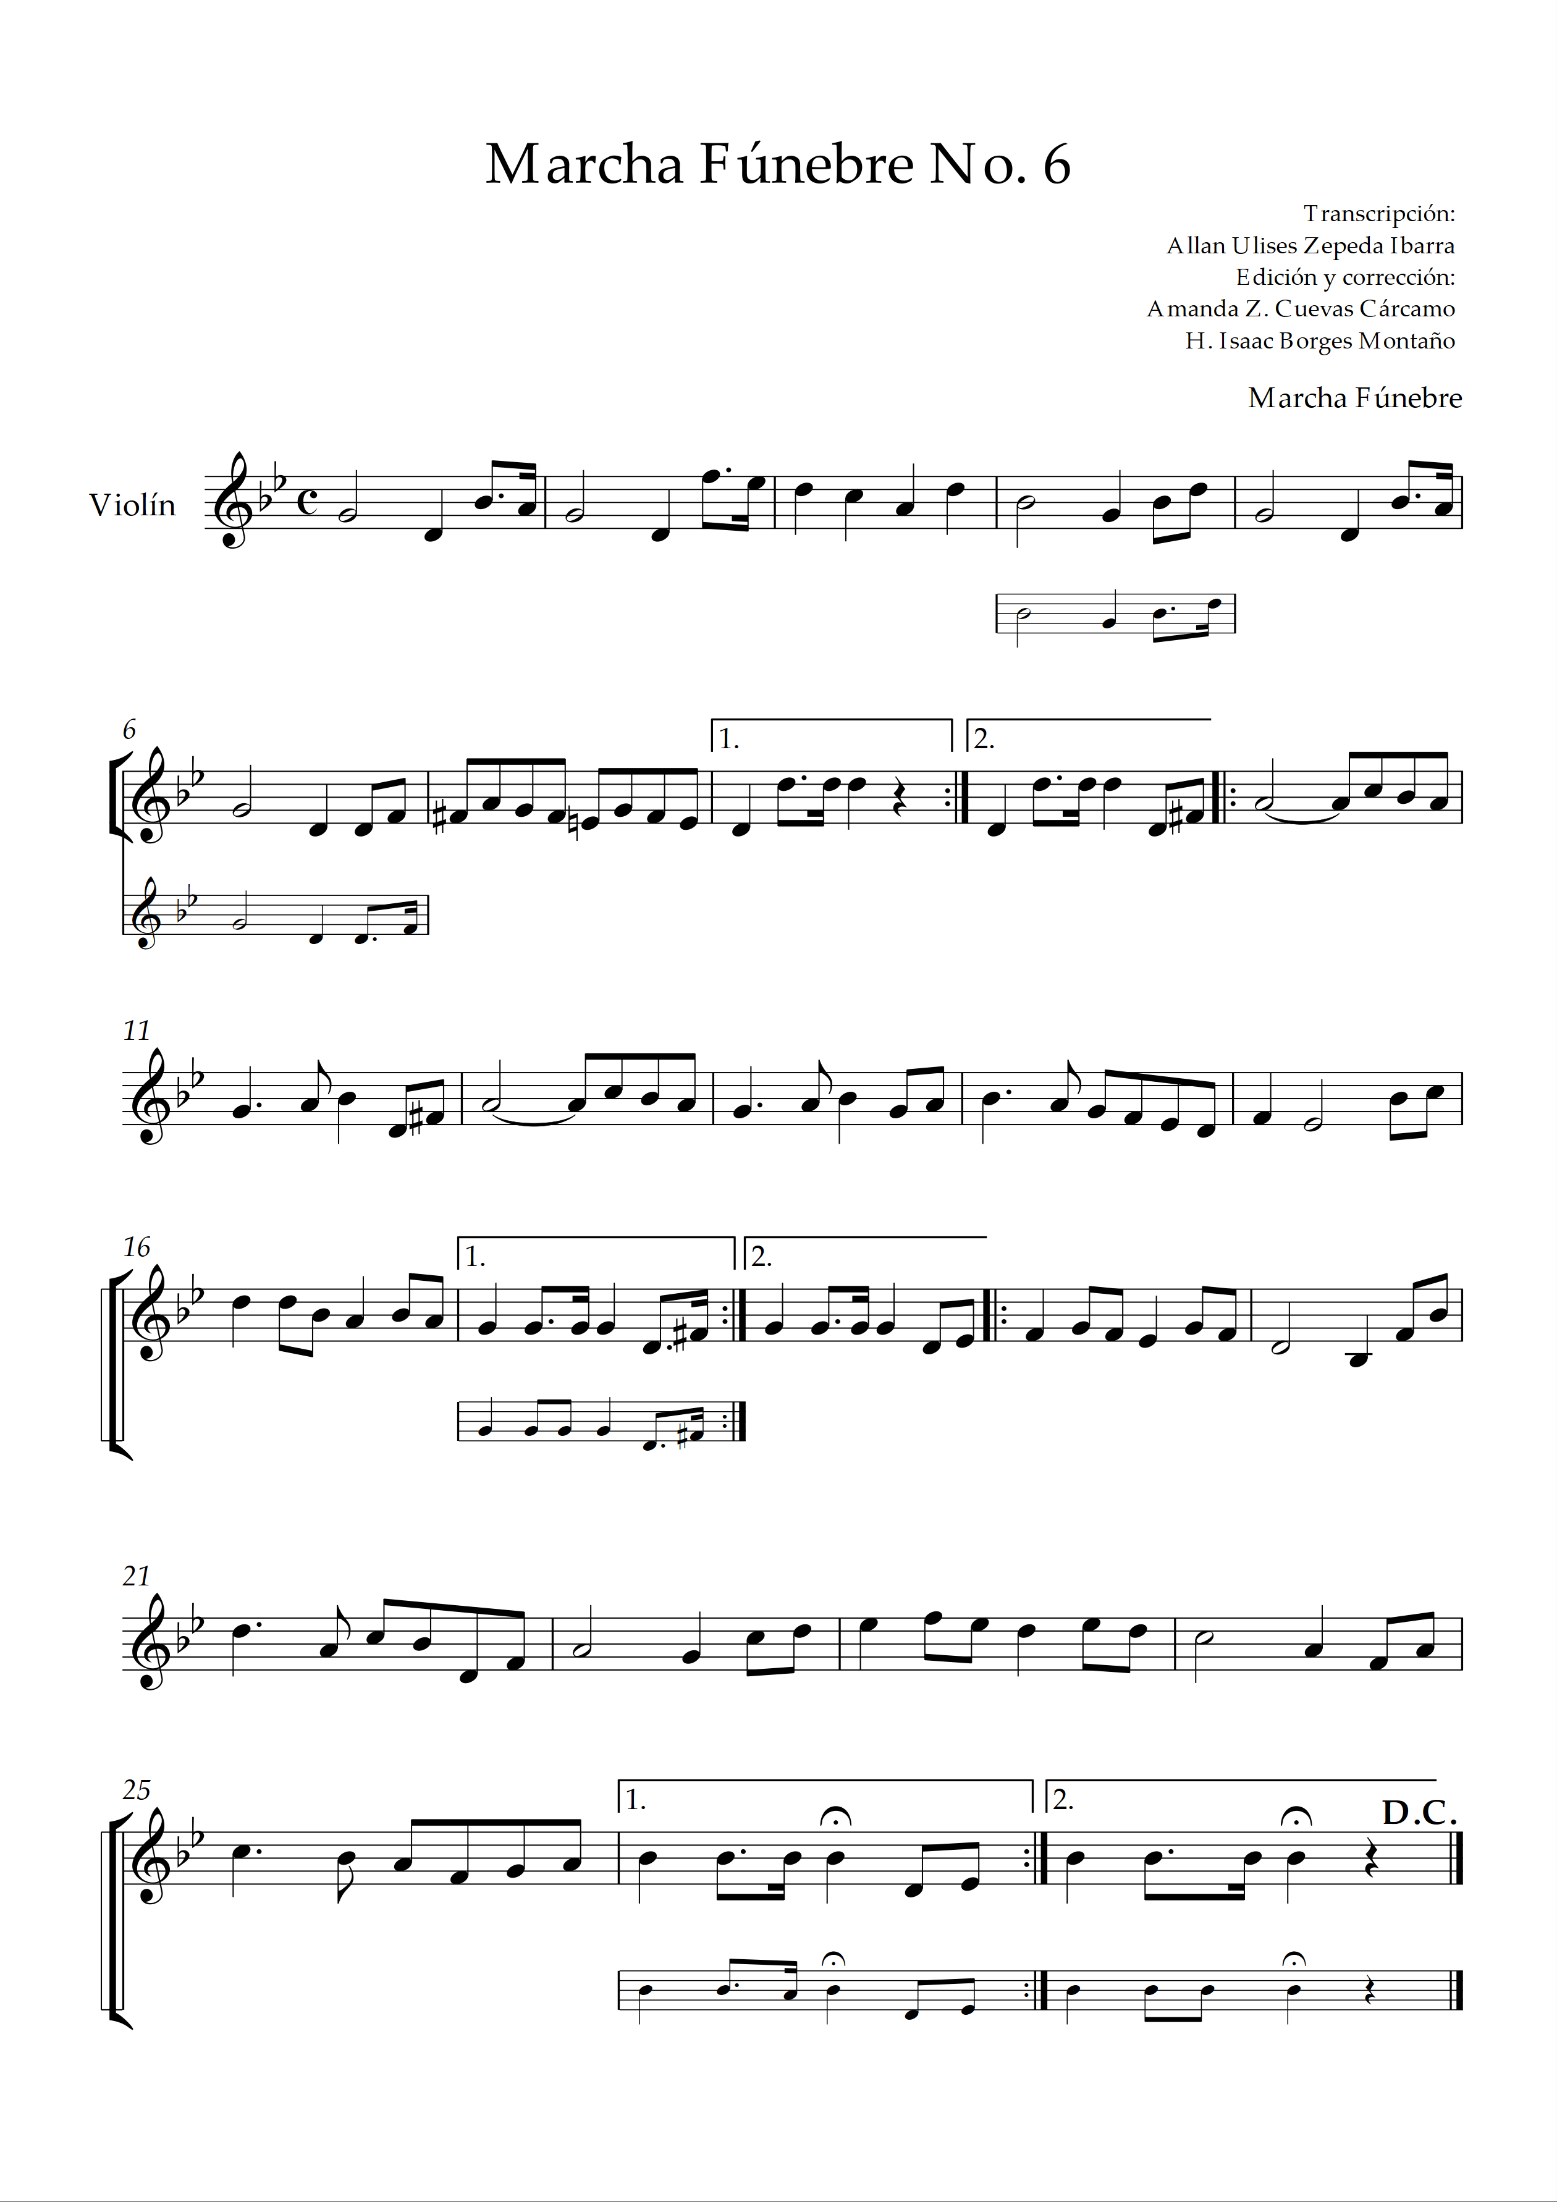 Marcha Fúnebre No. 6
Transcripción:
Allan Ulises Zepeda Ibarra
Edición y corrección:
Amanda Z. Cuevas Cárcamo
H. Isaac Borges Montaño
Marcha Fúnebre
Violín
6
1.
2.
11
16
1.
2.
21
25
1.
2.
D.C.